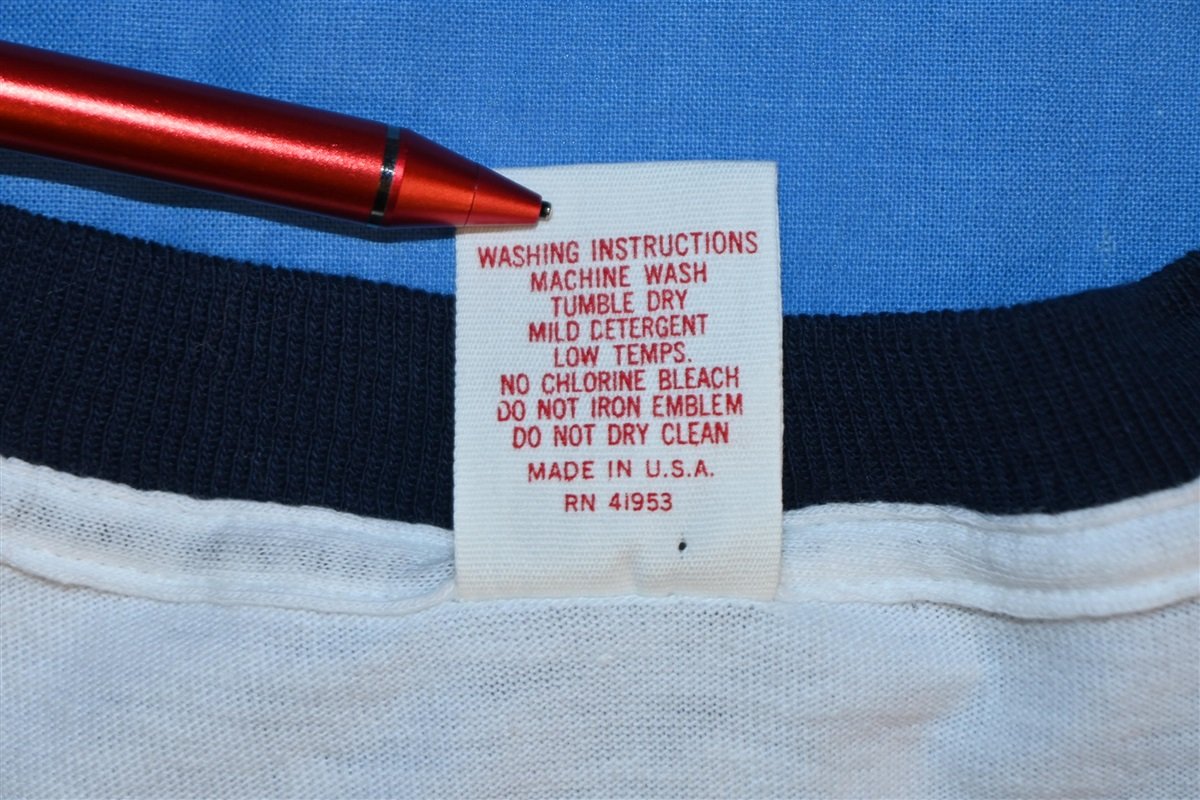 WASHING INSTRUCTIONS
MACHINE WASH
TUMBLE DRY
MILD DETERGENT
LOW TEMPS.
NO CHLORINE BLEACH
DO NOT IRON EMBLEM
DO NOT DRY CLEAN
MADE IN U.S.A.
RN 41953